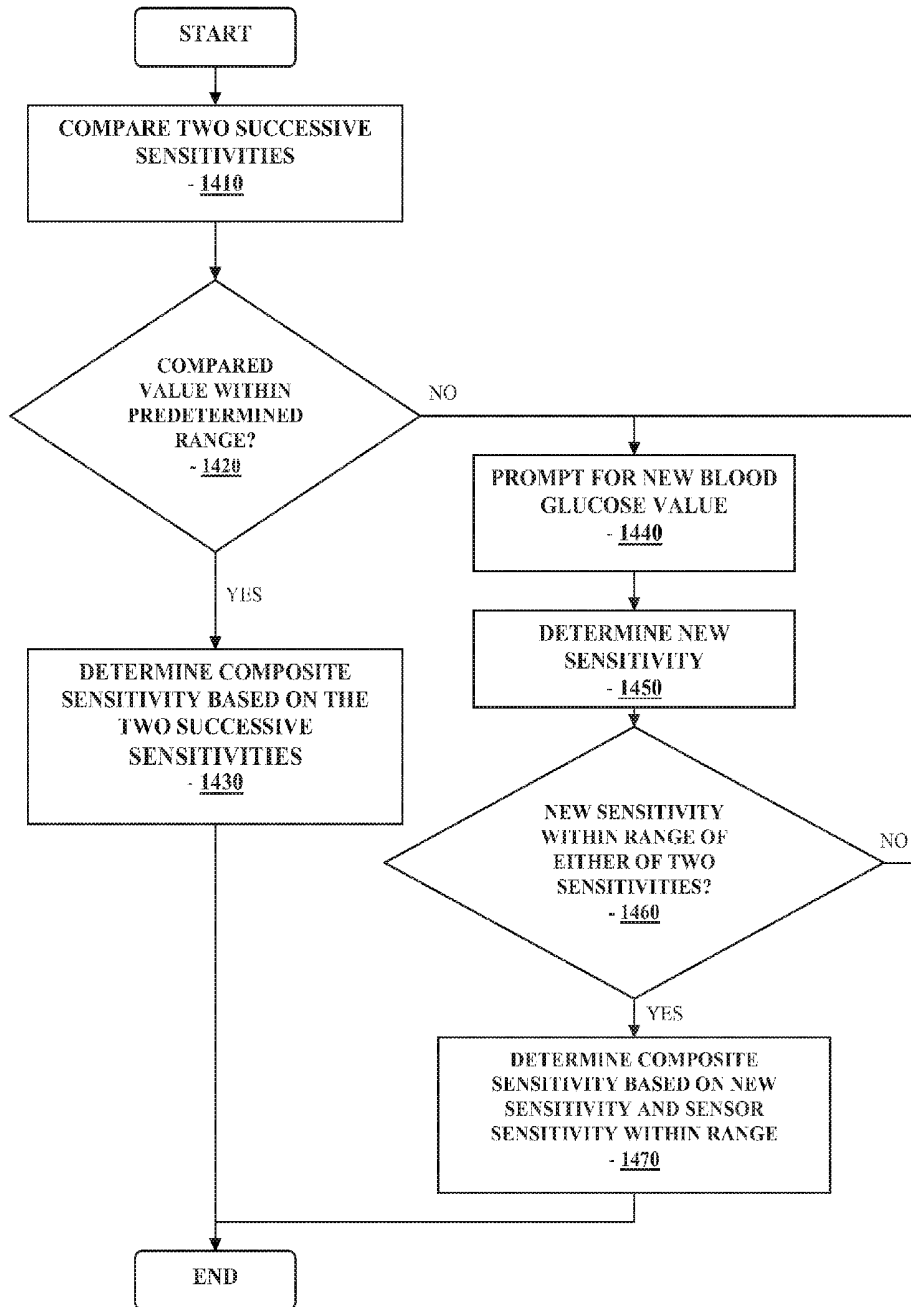 START
COMPARE TWO SUCCESSIVE
SENSITIVITIES
- 1410
COMPARED
VALUE WITHIN
PREDETERMINED
RANGE?
- 1420
NO
YES
DETERMINE COMPOSITE
SENSITIVITY BASED ON THE
TWO SUCCESSIVE
SENSITIVITIES
- 1430
PROMPT FOR NEW BLOOD
GLUCOSE VALUE
- 1440
DETERMINE NEW
SENSITIVITY
- 1450
NEW SENSITIVITY
WITHIN RANGE OF
EITHER OF TWO
SENSITIVITIES?
- 1460
NO
YES
DETERMINE COMPOSITE
SENSITIVITY BASED ON NEW
SENSITIVITY AND SENSOR
SENSITIVITY WITHIN RANGE
- 1470
END